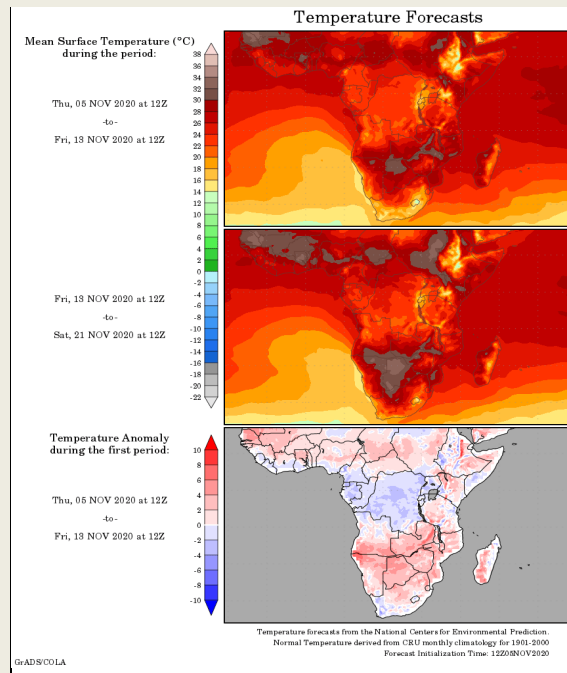 Temperature Forecasts
Mean Surface Temperature (°C)
during the period:
Thu, 05 NOV 2020 at 12Z
-to-
Fri, 13 NOV 2020 at 12Z
38
36
34
32
30
28
26
24
22
20
18
16
14
12
10
8
6
4
2
0
-2
-4
-6
-8
-10
-12
-14
-16
-18
-20
-22
Fri, 13 NOV 2020 at 12Z
-to-
Sat, 21 NOV 2020 at 12Z
Temperature Anomaly
during the first period:
Thu, 05 NOV 2020 at 12Z
-to-
Fri, 13 NOV 2020 at 12Z
10
8
6
4
2
0
-2
-4
-6
-8
-10
Temperature forecasts from the National Centers for Environmental Prediction.
Normal Temperature derived from CRU monthly climatology for 1901-2000
Forecast Initialization Time: 12Z05NOV2020
GrADS/COLA